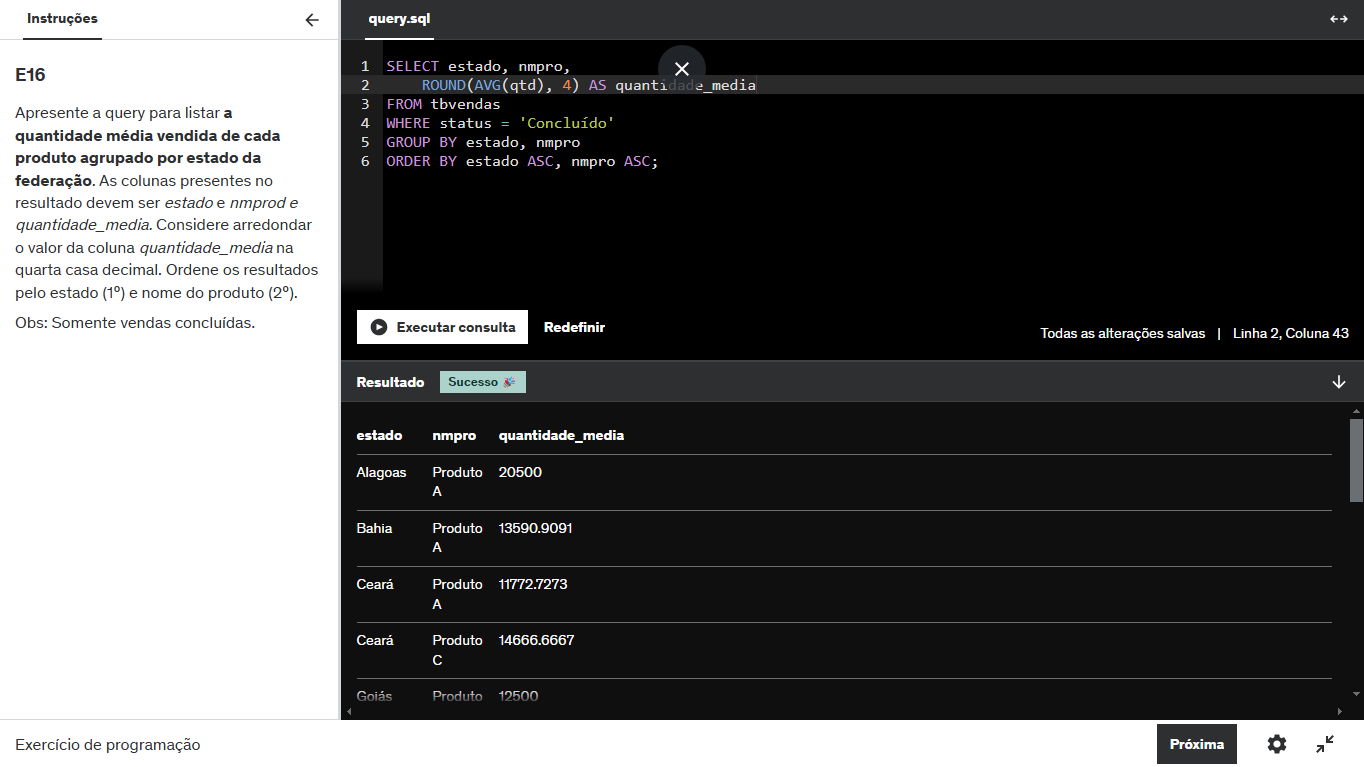 Instruções
query.sql
E16
Apresente a query para listar a
quantidade média vendida de cada
produto agrupado por estado da
federação. As colunas presentes no
resultado devem ser estado e nmprod e
quantidade_media. Considere arredondar
o valor da coluna quantidade_media na
quarta casa decimal. Ordene os resultados
pelo estado (1º) e nome do produto (2º).
Obs: Somente vendas concluídas.
1 SELECT estado, nmpro,
2 ROUND(AVG(qtd), 4) AS quantidade_media
3 FROM tbvendas
4 WHERE status = 'Concluído'
5 GROUP BY estado, nmpro
6 ORDER BY estado ASC, nmpro ASC;
Executar consulta Redefinir
Todas as alterações salvas | Linha 2, Coluna 43
Resultado Sucesso 🎉
estado nmpro quantidade_media
Alagoas Produto 20500
A
Bahia Produto 13590.9091
A
Ceará Produto 11772.7273
A
Ceará Produto 14666.6667
C
Goiás Produto 12500
Exercício de programação
Próxima